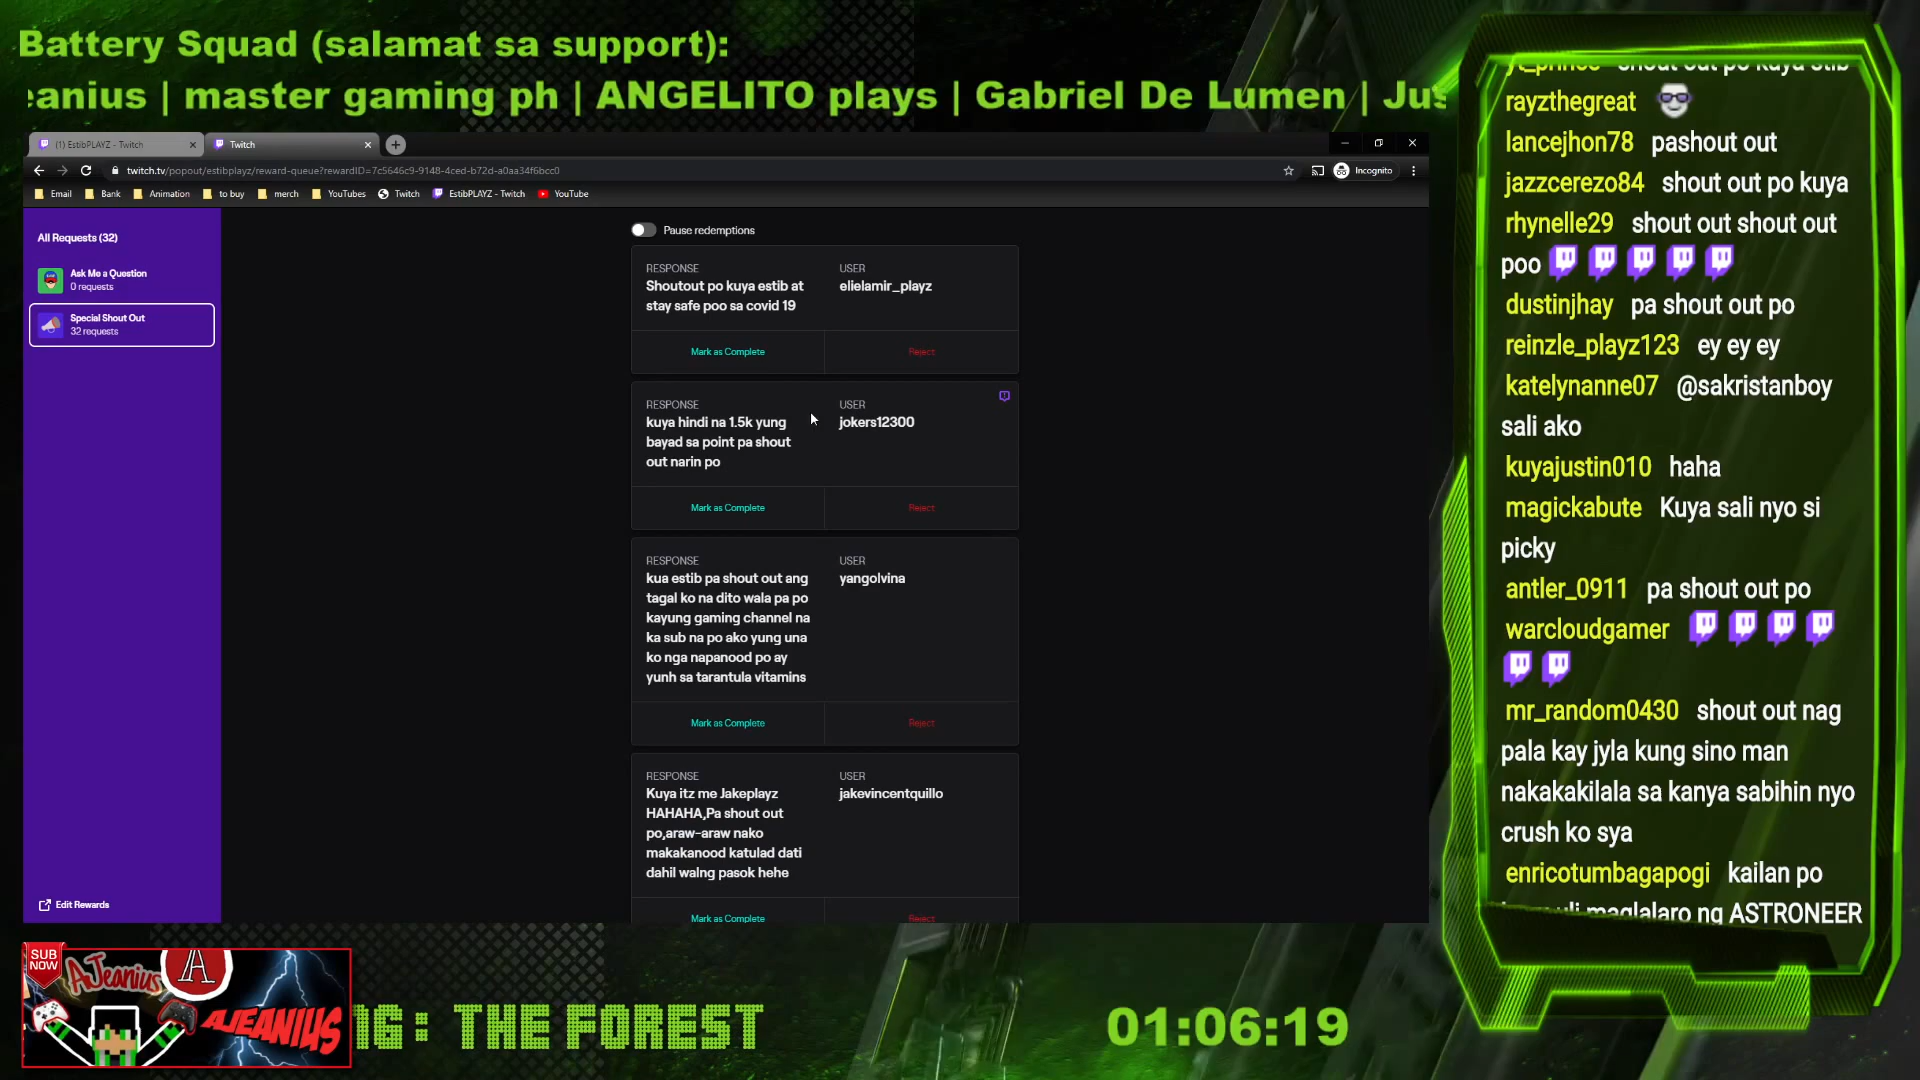 Battery Squad (salamat sa support):
eanius | master gaming ph | ANGELITO plays | Gabriel De Lumen | Jus
(1) EstibPLAYZ - Twitch
Twitch
twitch.tv/popout/estibplayz/reward-queue?rewardID=7c5646c9-9148-4ced-b72d-a0aa34f6bcc0
Incognito
Email
Bank
Animation
to buy
merch
YouTubes
Twitch
EstibPLAYZ - Twitch
YouTube
All Requests (32)
Ask Me a Question
0 requests
Special Shout Out
32 requests
Edit Rewards
Pause redemptions
RESPONSE
Shoutout po kuya estib at
stay safe poo sa covid 19
USER
elielamir_playz
Mark as Complete
Reject
RESPONSE
kuya hindi na 1.5k yung
bayad sa point pa shout
out narin po
USER
jokers12300
Mark as Complete
Reject
RESPONSE
kua estib pa shout out ang
tagal ko na dito wala pa po
kayung gaming channel na
ka sub na po ako yung una
ko nga napanood po ay
yunh sa tarantula vitamins
USER
yangolvina
Mark as Complete
Reject
RESPONSE
Kuya itz me Jakeplayz
HAHAHA,Pa shout out
po,araw-araw nako
makakanood katulad dati
dahil walng pasok hehe
USER
jakevincentquillo
Mark as Complete
Reject
yt_prince shout out po kuya stib
rayzthegreat
lancejhon78 pashout out
jazzcerezo84 shout out po kuya
rhynelle29 shout out shout out
poo
dustinjhay pa shout out po
reinzle_playz123 ey ey ey
katelynanne07 @sakristanboy
sali ako
kuyajustin010 haha
magickabute Kuya sali nyo si
picky
antler_0911 pa shout out po
warcloudgamer
mr_random0430 shout out nag
pala kay jyla kung sino man
nakakakilala sa kanya sabihin nyo
crush ko sya
enricotumbagapogi kailan po
maglalaro ng ASTRONEER
SUB
NOW
AJeanius
A
AJEANIUS
NG: THE FOREST
01:06:19